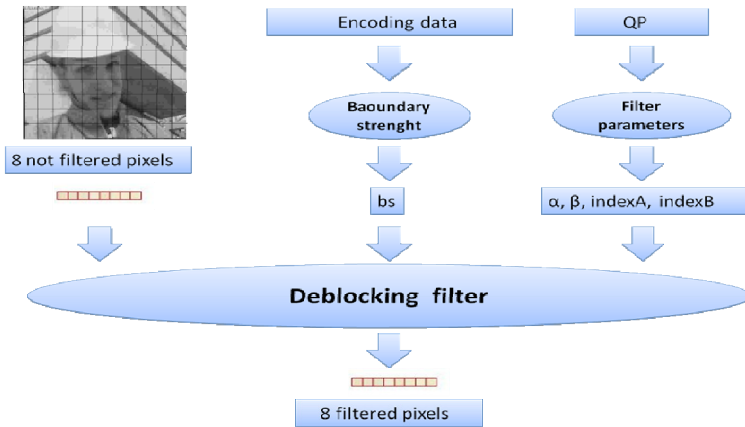 Encoding data
QP
Baoundary
strenght
Filter
parameters
8 not filtered pixels
bs
α, β, indexA, indexB
Deblocking filter
8 filtered pixels